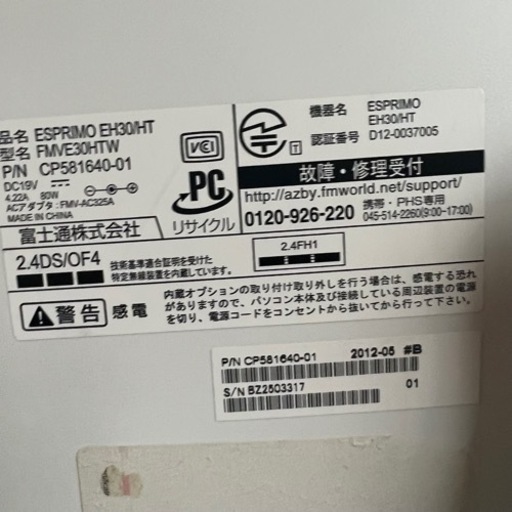 品名 ESPRIMO EH30/HT
型名 FMVE30HTW
P/N CP581640-01
DC19V
4.22A 80W
ACアダプタ:FMV-AC325A
MADE IN CHINA
富士通株式会社
VCI
PC
リサイクル
2.4DS/OF4
技術基準適合証明を受けた
特定無線装置を内蔵しています。
機器名 ESPRIMO
EH30/HT
T
認証番号 D12-0037005
故障・修理受付
http://azby.fmworld.net/support/
0120-926-220
携帯・PHS専用
045-514-2260(9:00-17:00)
2.4FH1
警告 感電
内蔵オプションの取り付け取り外しを行う場合は、感電する恐れ
がありますので、パソコン本体及び接続している周辺装置の電源
を切り、電源コードをコンセントから抜いてから行って下さい。
P/N CP581640-01 2012-05 #B
S/N BZ2503317 01